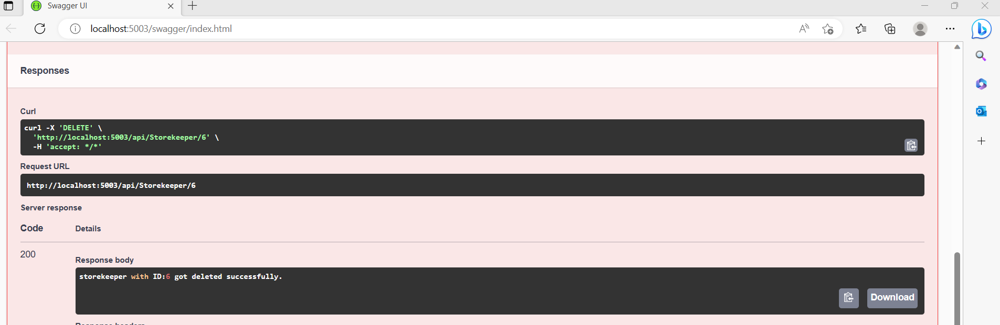 Swagger UI
localhost:5003/swagger/index.html
Responses
Curl
curl -X 'DELETE' \
'http://localhost:5003/api/Storekeeper/6' \
-H 'accept: */*'
Request URL
http://localhost:5003/api/Storekeeper/6
Server response
Code Details
200
Response body
storekeeper with ID:6 got deleted successfully.
Download
Response headers